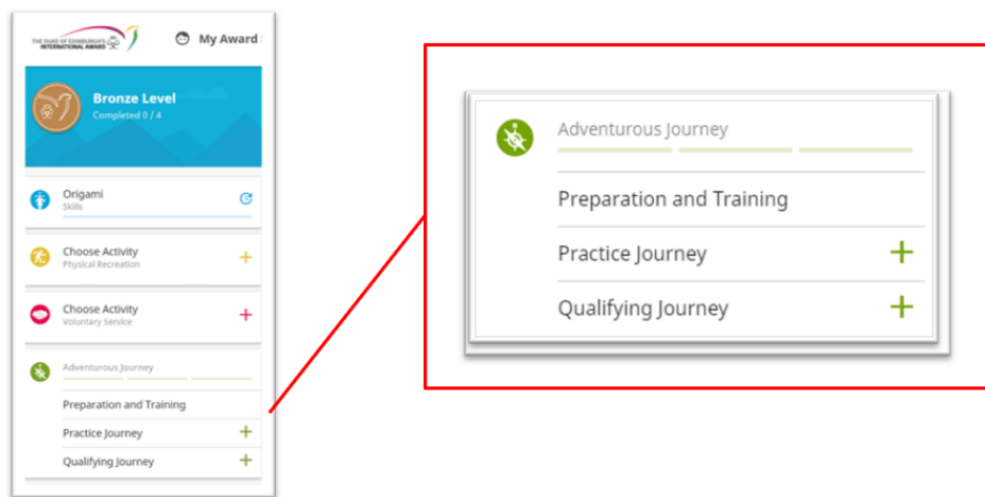 THE DUKE OF EDINBURGH'S
INTERNATIONAL AWARD
My Award
Bronze Level
Completed 0 / 4
Origami
Skills
Choose Activity
Physical Recreation
Choose Activity
Voluntary Service
Adventurous Journey
Preparation and Training
Practice Journey
Qualifying Journey
Adventurous Journey
Preparation and Training
Practice Journey
Qualifying Journey